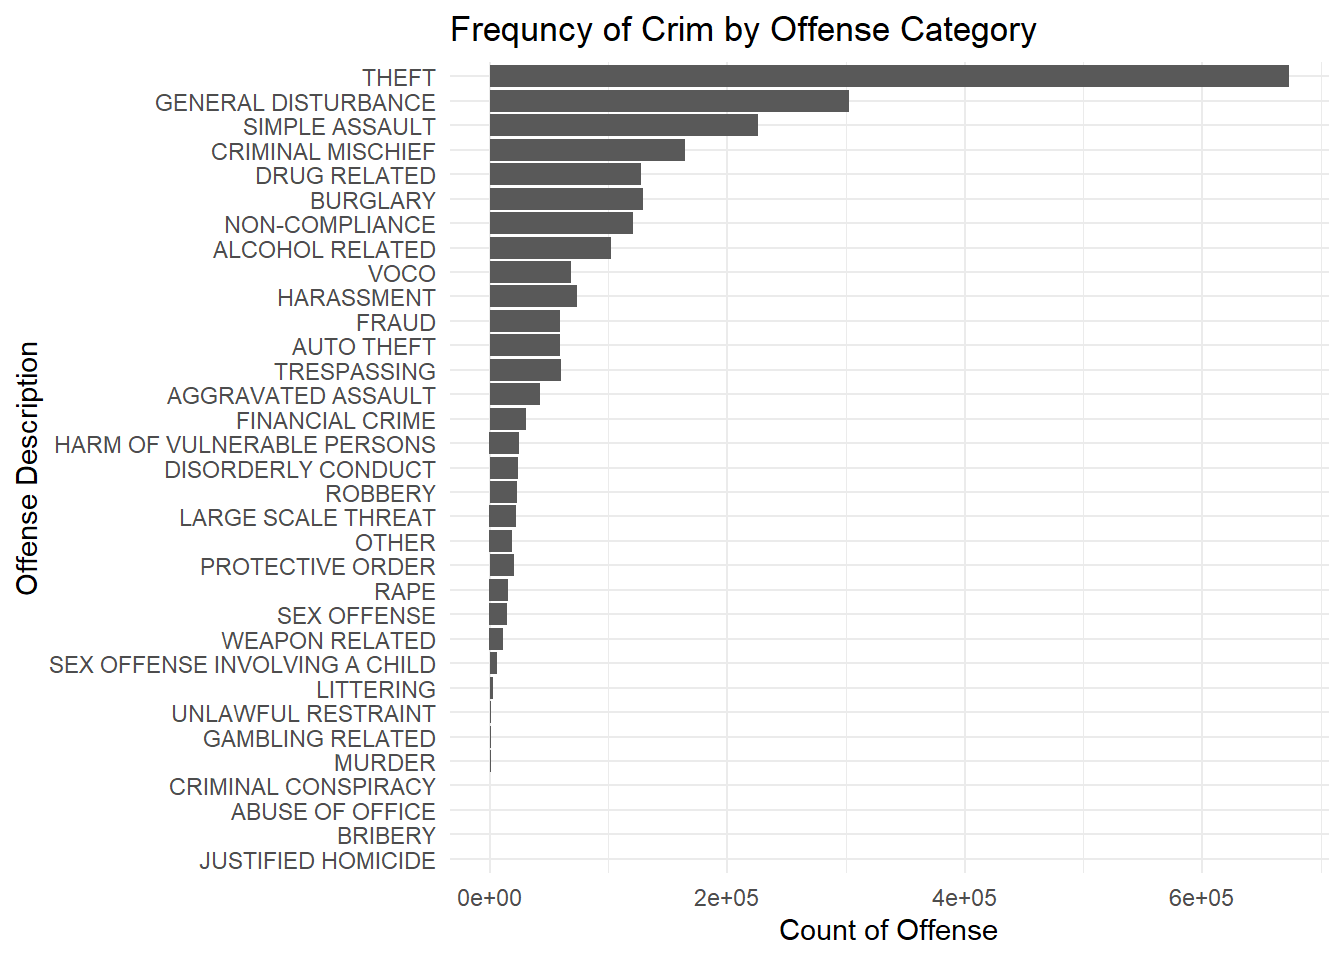 Frequncy of Crim by Offense Category
THEFT
GENERAL DISTURBANCE
SIMPLE ASSAULT
CRIMINAL MISCHIEF
DRUG RELATED
BURGLARY
NON-COMPLIANCE
ALCOHOL RELATED
VOCO
HARASSMENT
FRAUD
AUTO THEFT
TRESPASSING
AGGRAVATED ASSAULT
FINANCIAL CRIME
HARM OF VULNERABLE PERSONS
DISORDERLY CONDUCT
ROBBERY
LARGE SCALE THREAT
OTHER
PROTECTIVE ORDER
RAPE
SEX OFFENSE
WEAPON RELATED
SEX OFFENSE INVOLVING A CHILD
LITTERING
UNLAWFUL RESTRAINT
GAMBLING RELATED
MURDER
CRIMINAL CONSPIRACY
ABUSE OF OFFICE
BRIBERY
JUSTIFIED HOMICIDE
Offense Description
0e+00 2e+05 4e+05 6e+05
Count of Offense